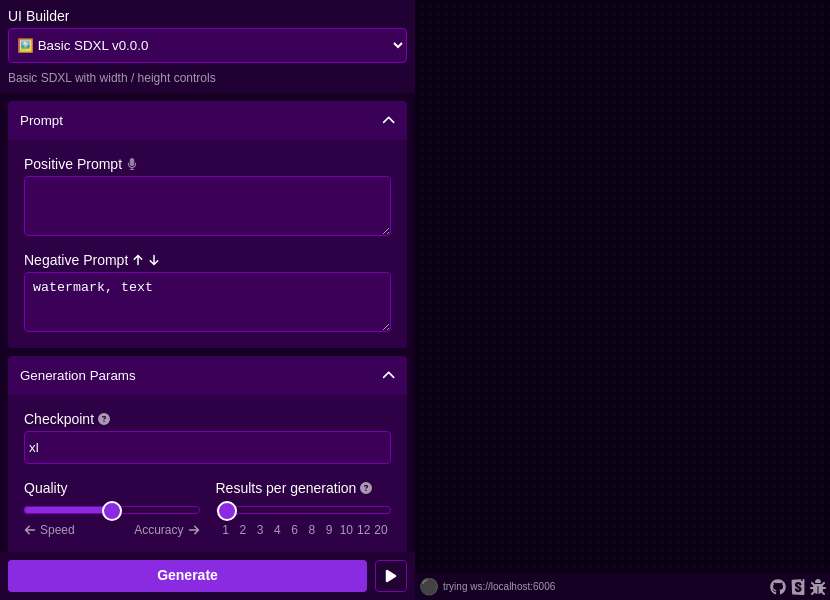 UI Builder
🖼️ Basic SDXL v0.0.0
Basic SDXL with width / height controls
Prompt
Positive Prompt
Negative Prompt
watermark, text
Generation Params
Checkpoint ?
xl
Quality
Results per generation ?
← Speed
Accuracy →
1 2 3 4 6 8 9 10 12 20
Generate
trying ws://localhost:6006